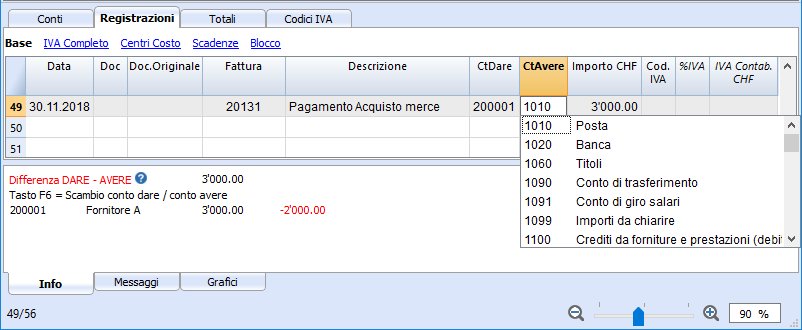 Conti Registrazioni Totali Codici IVA
Base IVA Completo Centri Costo Scadenze Blocco
Data Doc Doc.Originale Fattura Descrizione CtDare CtAvere Importo CHF Cod. IVA %IVA IVA Contab. CHF
49 30.11.2018 20131 Pagamento Acquisto merce 200001 1010 3'000.00
50
51
1010 Posta
1020 Banca
1060 Titoli
1090 Conto di trasferimento
1091 Conto di giro salari
1099 Importi da chiarire
1100 Crediti da forniture e prestazioni (debit
Differenza DARE - AVERE ? 3'000.00
Tasto F6 = Scambio conto dare / conto avere
200001 Fornitore A 3'000.00 -2'000.00
Info Messaggi Grafici
49/56 90 %